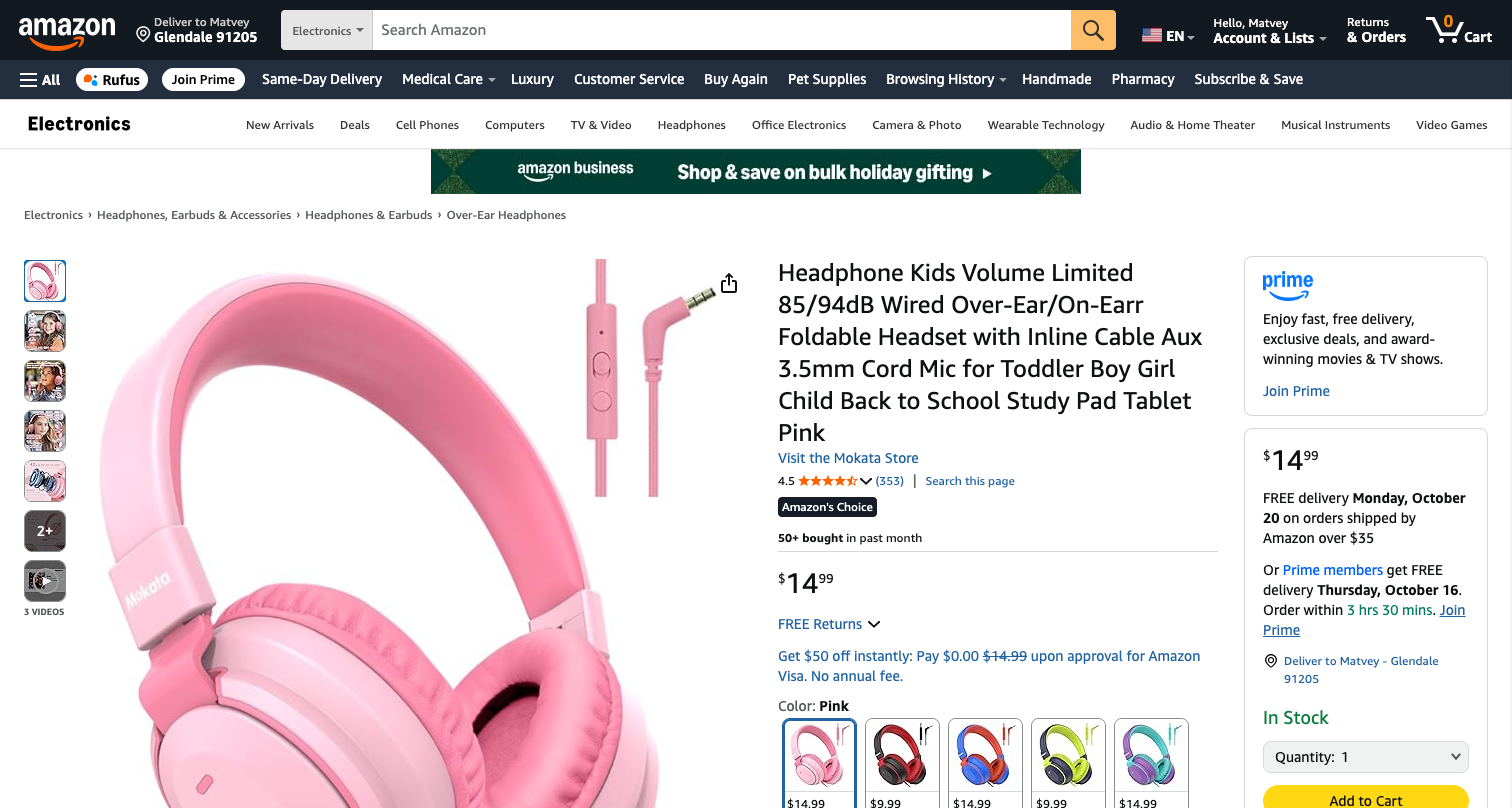 amazon
Deliver to Matvey
Glendale 91205
Electronics
Search Amazon
EN
Hello, Matvey
Account & Lists
Returns
& Orders
0
Cart
All
Rufus
Join Prime
Same-Day Delivery
Medical Care
Luxury
Customer Service
Buy Again
Pet Supplies
Browsing History
Handmade
Pharmacy
Subscribe & Save
Electronics
New Arrivals
Deals
Cell Phones
Computers
TV & Video
Headphones
Office Electronics
Camera & Photo
Wearable Technology
Audio & Home Theater
Musical Instruments
Video Games
amazon business
Shop & save on bulk holiday gifting
Electronics › Headphones, Earbuds & Accessories › Headphones & Earbuds › Over-Ear Headphones
2+
3 VIDEOS
Mokata
Headphone Kids Volume Limited
85/94dB Wired Over-Ear/On-Earr
Foldable Headset with Inline Cable Aux
3.5mm Cord Mic for Toddler Boy Girl
Child Back to School Study Pad Tablet
Pink
Visit the Mokata Store
4.5 (353) | Search this page
Amazon's Choice
50+ bought in past month
$14.99
FREE Returns
Get $50 off instantly: Pay $0.00 $14.99 upon approval for Amazon
Visa. No annual fee.
Color: Pink
$14.99
$9.99
$14.99
$9.99
$14.99
prime
Enjoy fast, free delivery,
exclusive deals, and award-
winning movies & TV shows.
Join Prime
$14.99
FREE delivery Monday, October
20 on orders shipped by
Amazon over $35
Or Prime members get FREE
delivery Thursday, October 16.
Order within 3 hrs 30 mins. Join
Prime
Deliver to Matvey - Glendale
91205
In Stock
Quantity: 1
Add to Cart